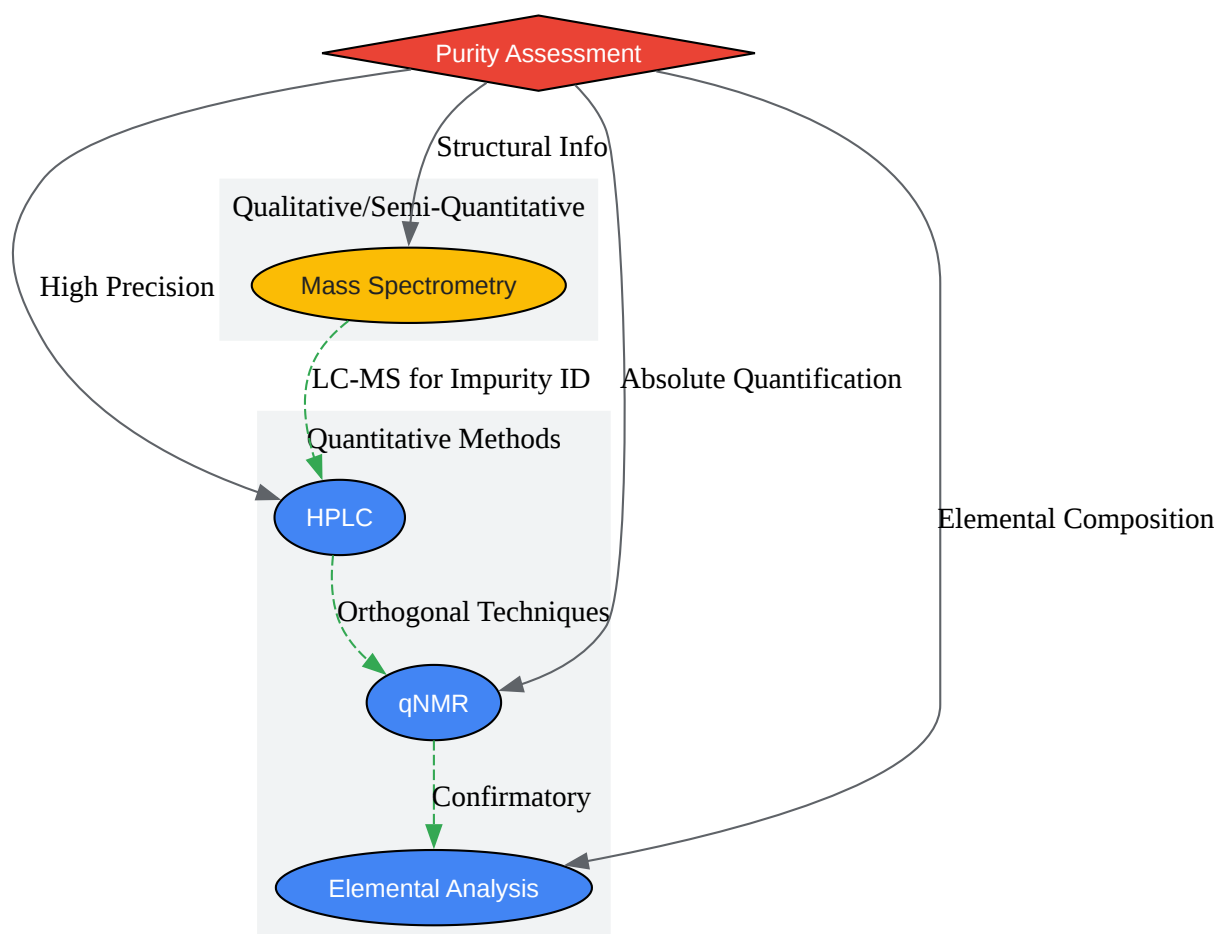 Purity Assessment
Structural Info
Qualitative/Semi-Quantitative
High Precision
Mass Spectrometry
LC-MS for Impurity ID
Absolute Quantification
Quantitative Methods
HPLC
Elemental Composition
Orthogonal Techniques
qNMR
Confirmatory
Elemental Analysis